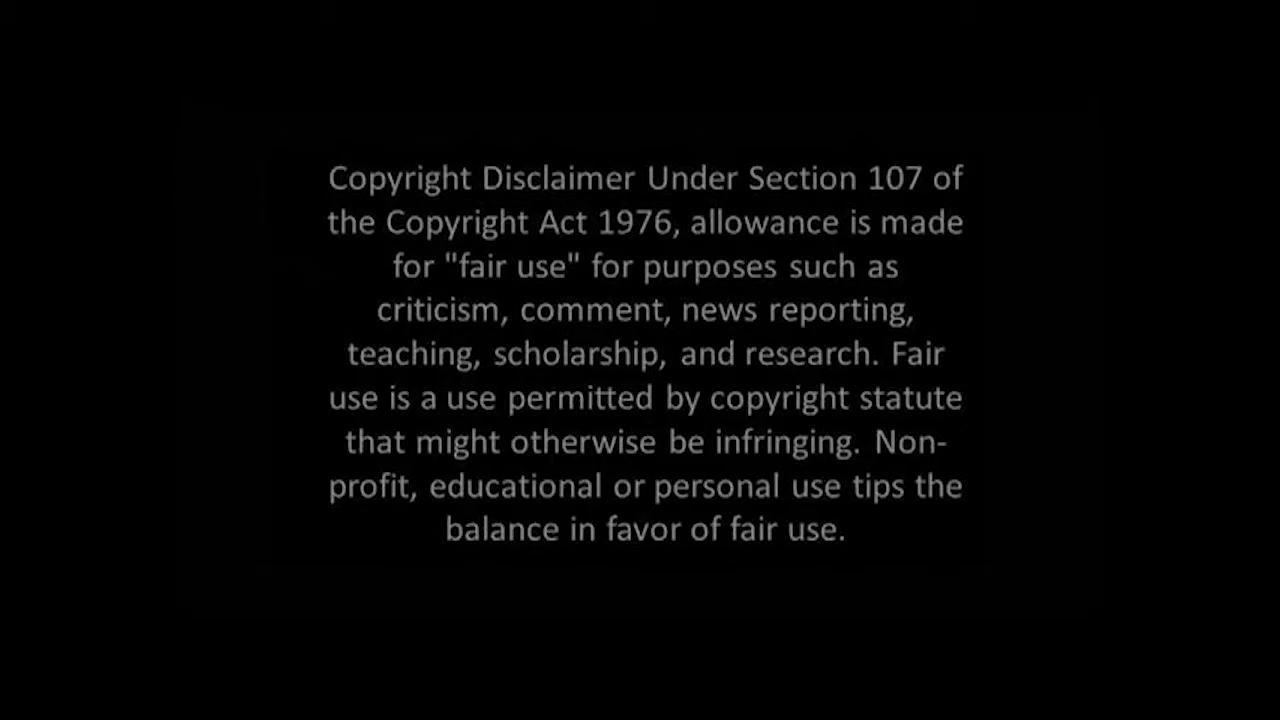 Copyright Disclaimer Under Section 107 of
the Copyright Act 1976, allowance is made
for "fair use" for purposes such as
criticism, comment, news reporting,
teaching, scholarship, and research. Fair
use is a use permitted by copyright statute
that might otherwise be infringing. Non-
profit, educational or personal use tips the
balance in favor of fair use.